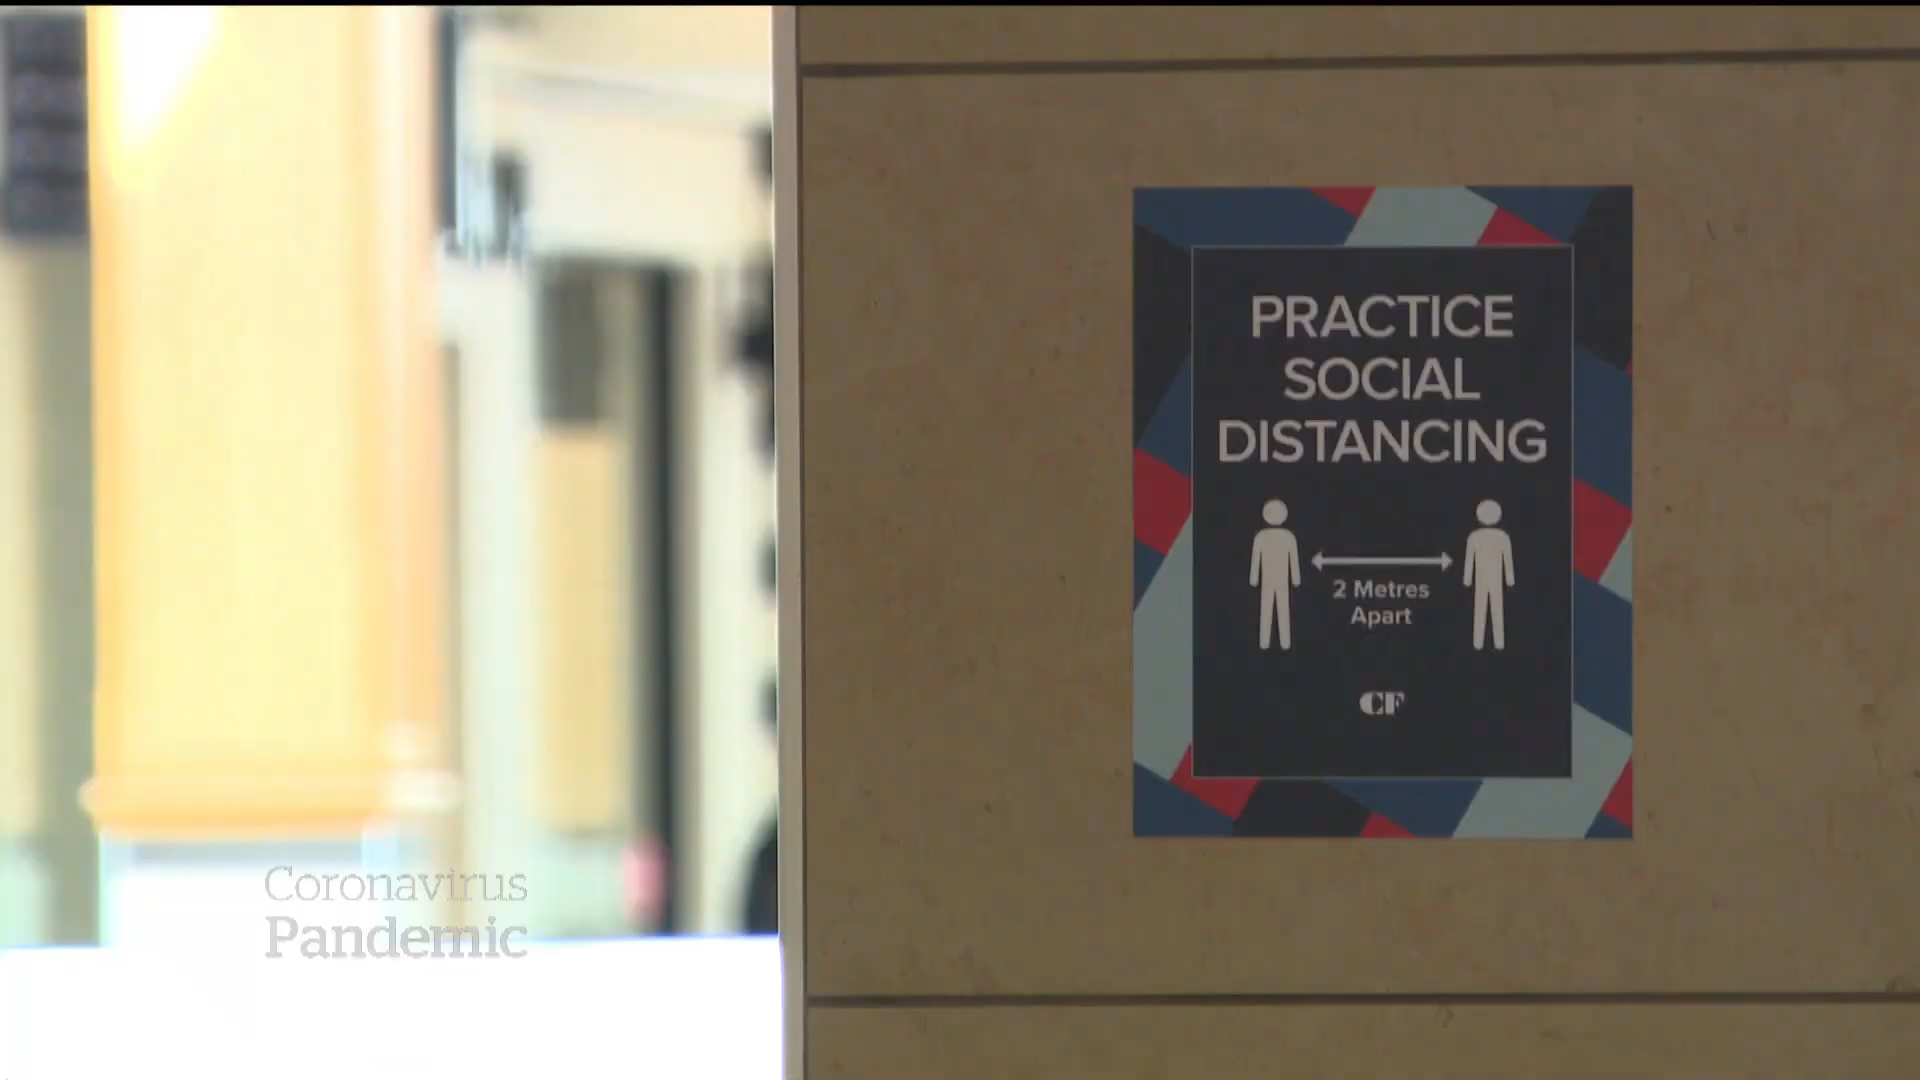 PRACTICE
SOCIAL
DISTANCING
2 Metres
Apart
CF
Coronavirus
Pandemic